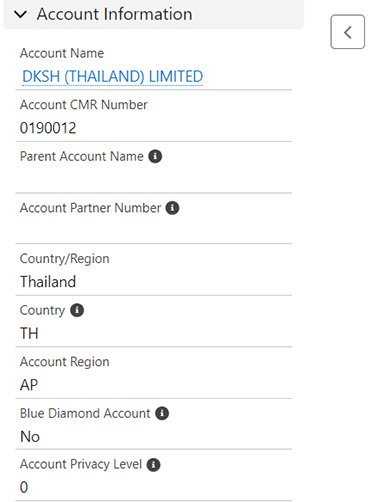 Account Information
Account Name
DKSH (THAILAND) LIMITED
Account CMR Number
0190012
Parent Account Name
Account Partner Number
Country/Region
Thailand
Country
TH
Account Region
AP
Blue Diamond Account
No
Account Privacy Level
0